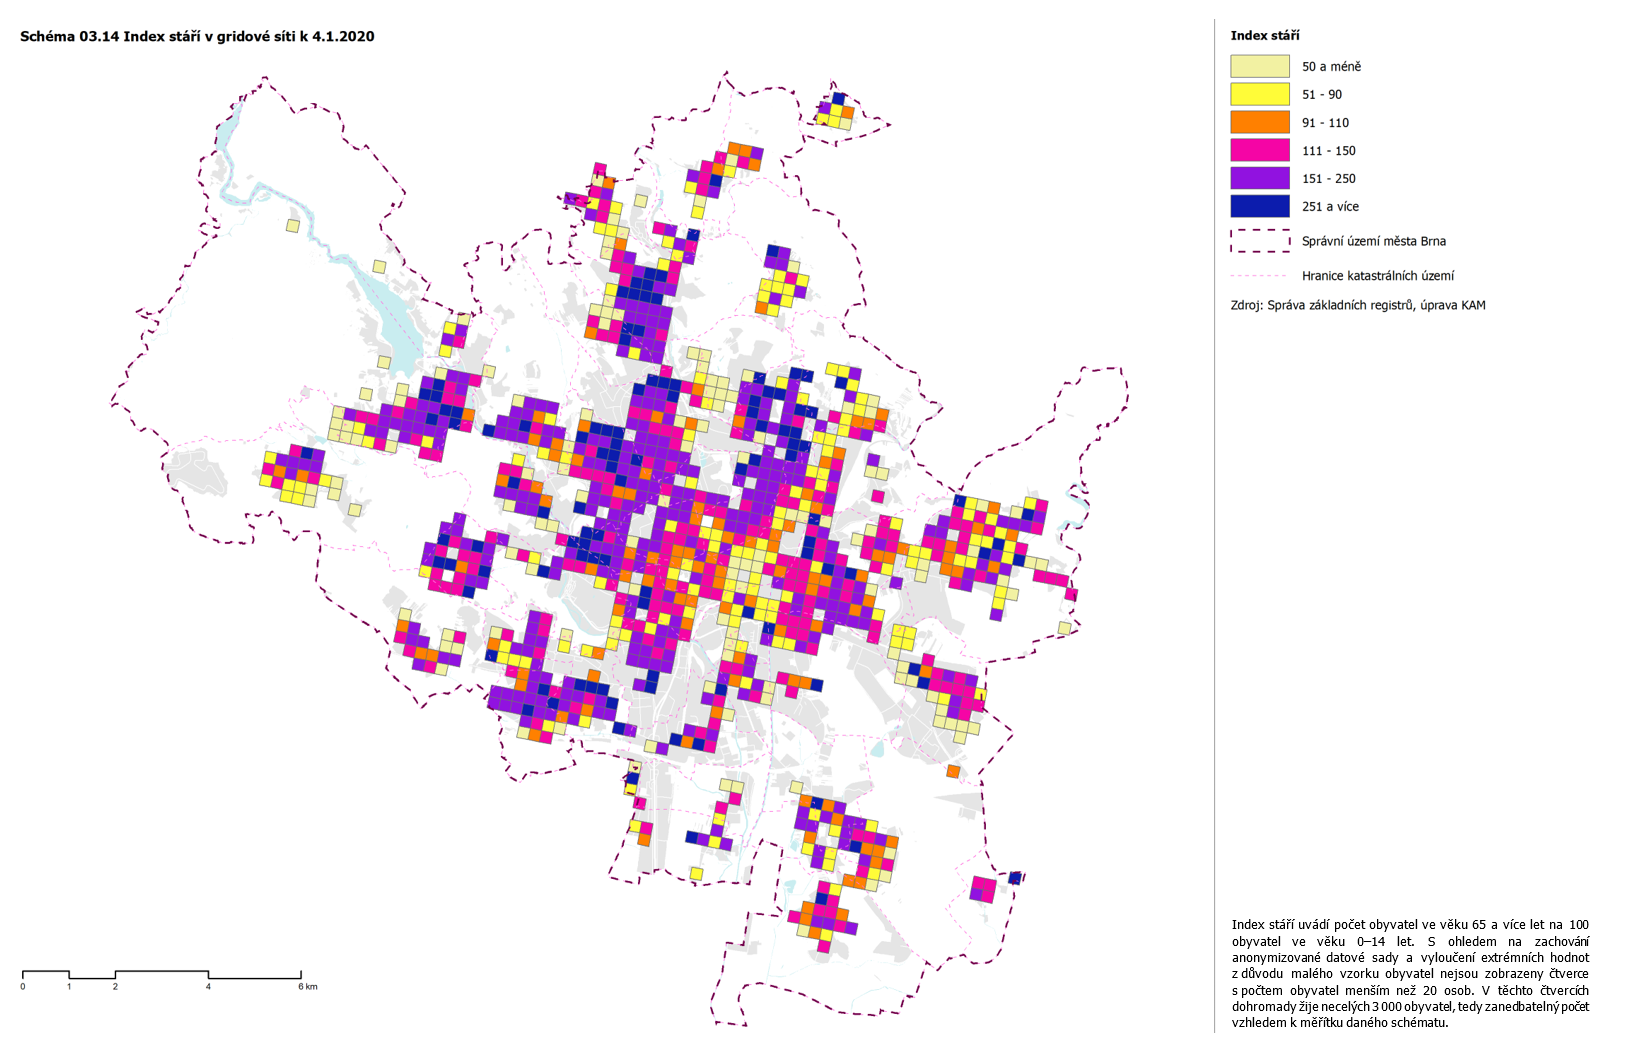 Schéma 03.14 Index stáří v gridové síti k 4.1.2020
Index stáří
50 a méně
51 - 90
91 - 110
111 - 150
151 - 250
251 a více
Správní území města Brna
Hranice katastrálních území
Zdroj: Správa základních registrů, úprava KAM
Index stáří uvádí počet obyvatel ve věku 65 a více let na 100
obyvatel ve věku 0–14 let. S ohledem na zachování
anonymizované datové sady a vyloučení extrémních hodnot
z důvodu malého vzorku obyvatel nejsou zobrazeny čtverce
s počtem obyvatel menším než 20 osob. V těchto čtvercích
dohromady žije necelých 3 000 obyvatel, tedy zanedbatelný počet
vzhledem k měřítku daného schématu.
0 1 2 4 6 km